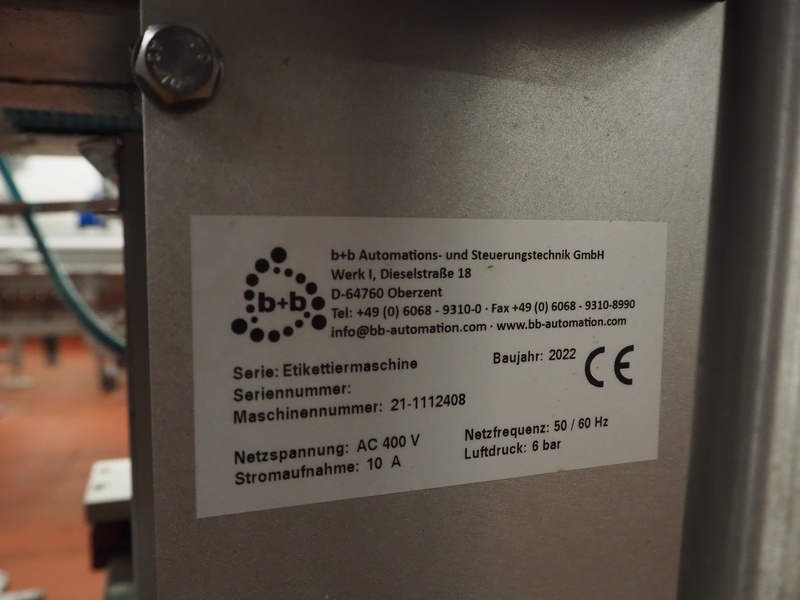 b+b
b+b Automations- und Steuerungstechnik GmbH
Werk I, Dieselstraße 18
D-64760 Oberzent
Tel: +49 (0) 6068 - 9310-0 · Fax +49 (0) 6068 - 9310-8990
info@bb-automation.com · www.bb-automation.com
Serie: Etikettiermaschine
Baujahr: 2022 CE
Seriennummer:
Maschinennummer: 21-1112408
Netzspannung: AC 400 V
Netzfrequenz: 50 / 60 Hz
Stromaufnahme: 10 A
Luftdruck: 6 bar